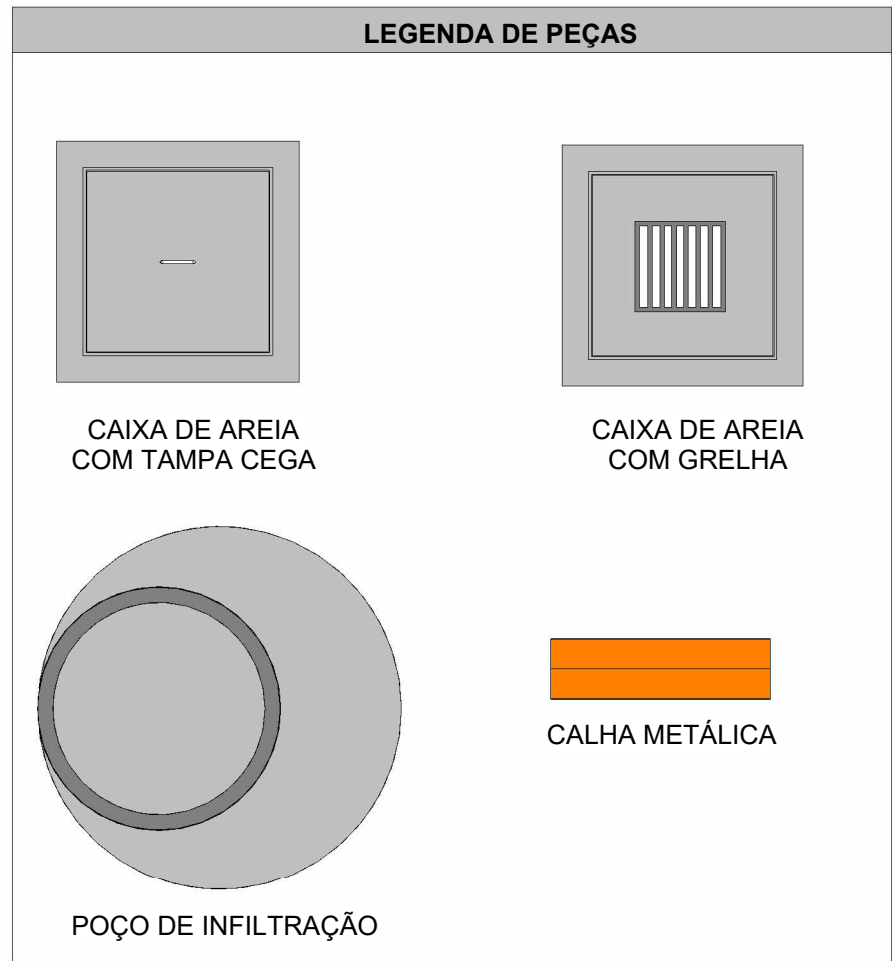 LEGENDA DE PEÇAS
CAIXA DE AREIA
COM TAMPA CEGA
CAIXA DE AREIA
COM GRELHA
CALHA METÁLICA
POÇO DE INFILTRAÇÃO